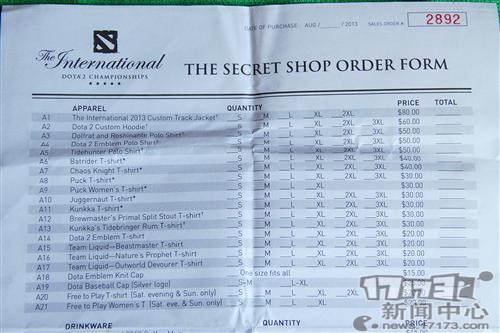 DATE OF PURCHASE AUG /____ / 2013 SALES ORDER #: 2892
The International
DOTA 2 CHAMPIONSHIPS
THE SECRET SHOP ORDER FORM
APPAREL QUANTITY PRICE TOTAL
A1 The International 2013 Custom Track Jacket† S M L XL 2XL $80.00
A2 Dota 2 Custom Hoodie† S M L XL 2XL 3XL $60.00
A3 Dolfrat and Roshinante Polo Shirt† S M L XL 2XL 3XL $50.00
A4 Dota 2 Emblem Polo Shirt† S M L XL 2XL 3XL $50.00
A5 Tidehunter Polo Shirt† S M L XL 2XL 3XL $50.00
A6 Batrider T-shirt* S M L XL 2XL 3XL $40.00
A7 Chaos Knight T-shirt* S M L XL 2XL 3XL $40.00
A8 Puck T-shirt* S M L XL 2XL 3XL $30.00
A9 Puck Women's T-shirt* S M L XL $30.00
A10 Juggernaut T-shirt* S M L XL 2XL 3XL $30.00
A11 Kunkka T-shirt* S M L XL 2XL 3XL $30.00
A12 Brewmaster's Primal Split Stout T-shirt† S M L XL 2XL 3XL $30.00
A13 Kunkka's Tidebringer Rum T-shirt† S M L XL 2XL 3XL $30.00
A14 Dota 2 Emblem T-shirt S M L XL 2XL 3XL
A15 Team Liquid—Beastmaster T-shirt S M L XL 2XL 3XL
A16 Team Liquid—Nature's Prophet T-shirt S M L XL 2XL 3XL
A17 Team Liquid—Outworld Devourer T-shirt S M L XL 2XL 3XL
A18 Dota Emblem Knit Cap One size fits all $15.00
A19 Dota Baseball Cap (Silver logo) S-M L-XL
A20 Free to Play T-shirt (Sat. evening & Sun. only) S M L XL 2XL 3XL
A21 Free to Play Women's T (Sat. eve. & Sun. only) S M L XL
DRINKWARE QUANTITY PRICE
17173
新闻中心
news.17173.com